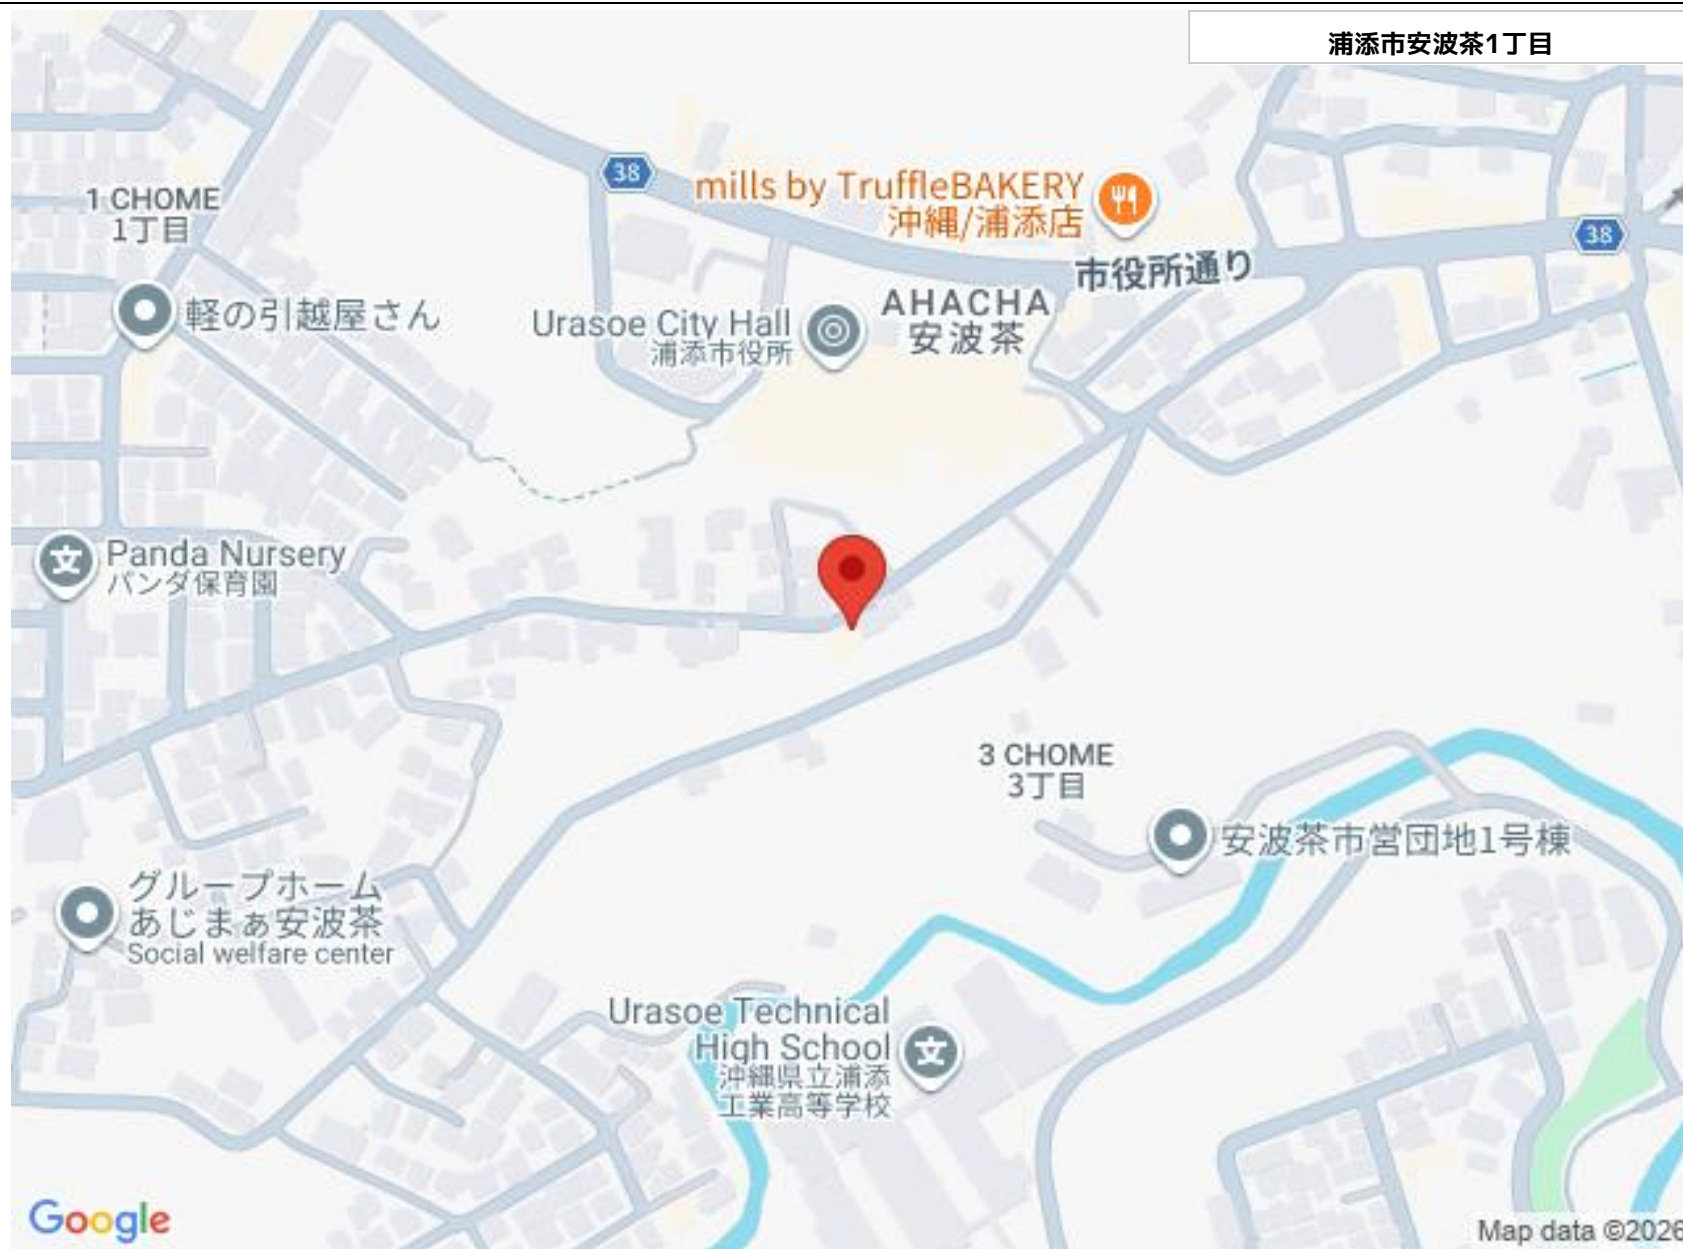 浦添市安波茶1丁目
38
mills by TruffleBAKERY
沖縄/浦添店
1 CHOME
1丁目
38
市役所通り
軽の引越屋さん
Urasoe City Hall
浦添市役所
AHACHA
安波茶
Panda Nursery
パンダ保育園
3 CHOME
3丁目
安波茶市営団地1号棟
グループホーム
あじまぁ安波茶
Social welfare center
Urasoe Technical
High School
沖縄県立浦添
工業高等学校
Google
Map data ©2026